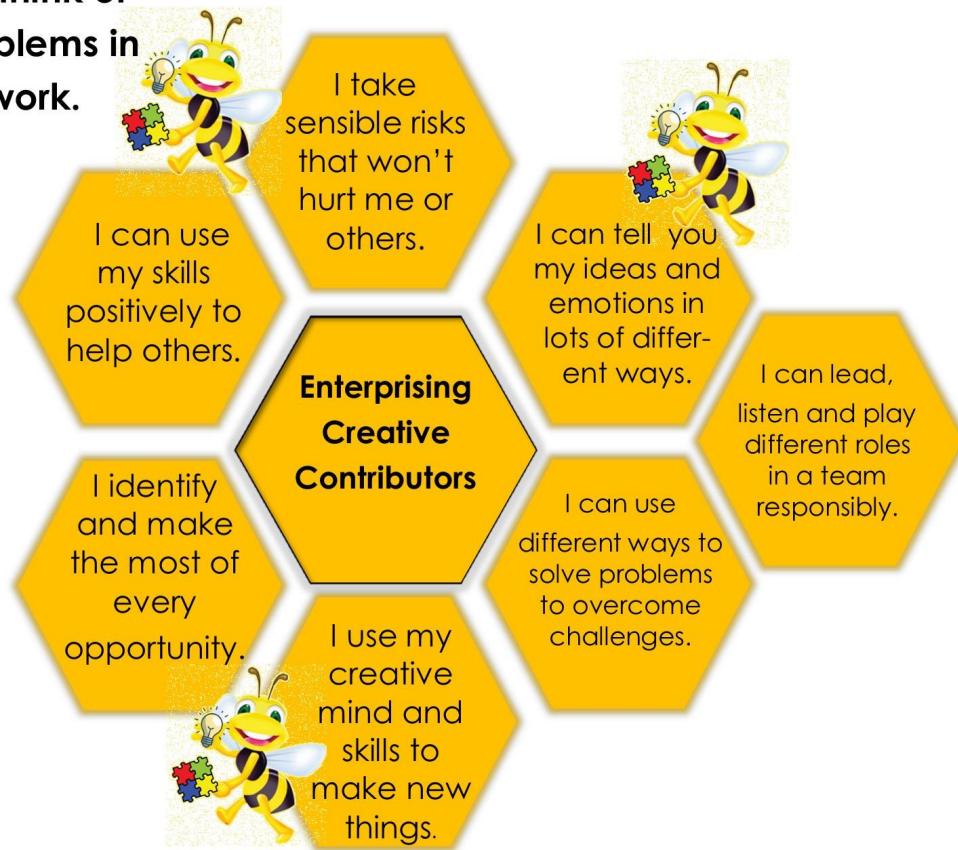 blems in
work.
I take
sensible risks
that won't
hurt me or
others.
I can use
my skills
positively to
help others.
I can tell you
my ideas and
emotions in
lots of differ-
ent ways.
Enterprising
Creative
Contributors
I can lead,
listen and play
different roles
in a team
responsibly.
I identify
and make
the most of
every
opportunity.
I can use
different ways to
solve problems
to overcome
challenges.
I use my
creative
mind and
skills to
make new
things.